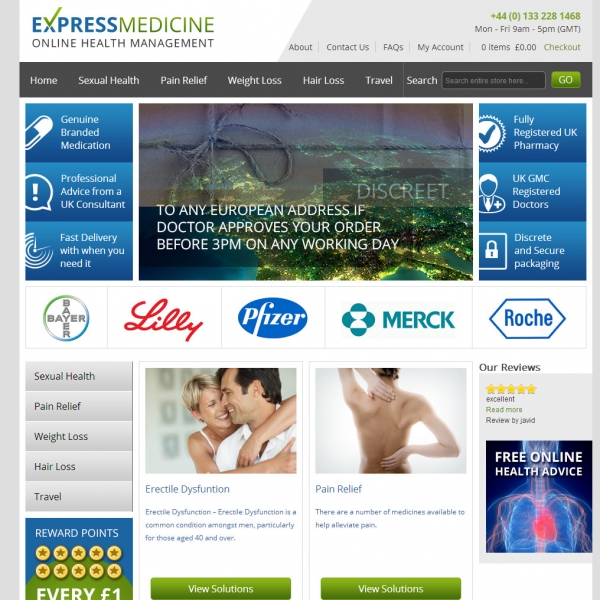 EXPRESSMEDICINE
ONLINE HEALTH MANAGEMENT
+44 (0) 133 228 1468
Mon - Fri 9am - 5pm (GMT)
About Contact Us FAQs My Account 0 items £0.00 Checkout
Home Sexual Health Pain Relief Weight Loss Hair Loss Travel Search Search entire store here... GO
Genuine
Branded
Medication
Professional
Advice from a
UK Consultant
Fast Delivery
with when you
need it
DISCREET
TO ANY EUROPEAN ADDRESS IF
DOCTOR APPROVES YOUR ORDER
BEFORE 3PM ON ANY WORKING DAY
Fully
Registered UK
Pharmacy
UK GMC
Registered
Doctors
Discrete
and Secure
packaging
BAYER
BAYER
Lilly
Pfizer
MERCK
Roche
Sexual Health
Pain Relief
Weight Loss
Hair Loss
Travel
REWARD POINTS
EVERY £1
Erectile Dysfuntion
Erectile Dysfunction – Erectile Dysfunction is a
common condition amongst men, particularly
for those aged 40 and over.
View Solutions
Pain Relief
There are a number of medicines available to
help alleviate pain.
View Solutions
Our Reviews
excellent
Read more
Review by javid
FREE ONLINE
HEALTH ADVICE